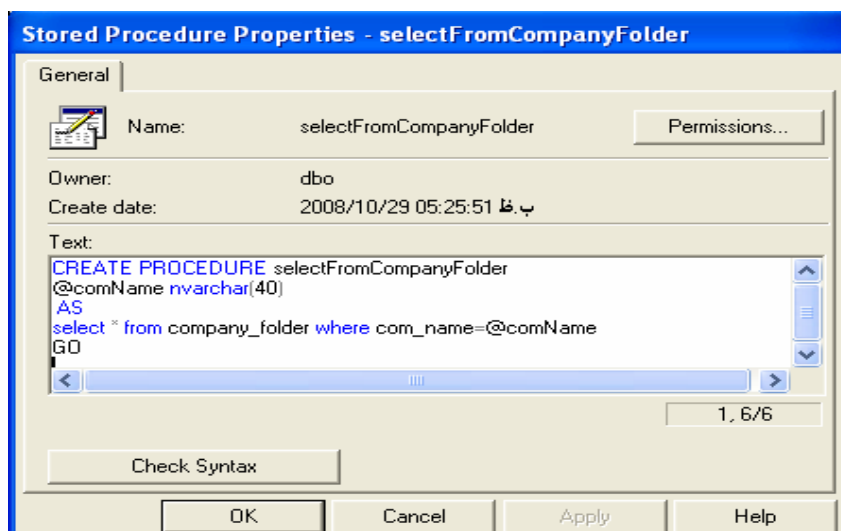 Stored Procedure Properties - selectFromCompanyFolder
General
Name: selectFromCompanyFolder Permissions...
Owner: dbo
Create date: 2008/10/29 05:25:51 ب.ظ
Text:
CREATE PROCEDURE selectFromCompanyFolder
@comName nvarchar(40)
AS
select * from company_folder where com_name=@comName
GO
1, 6/6
Check Syntax
OK Cancel Apply Help